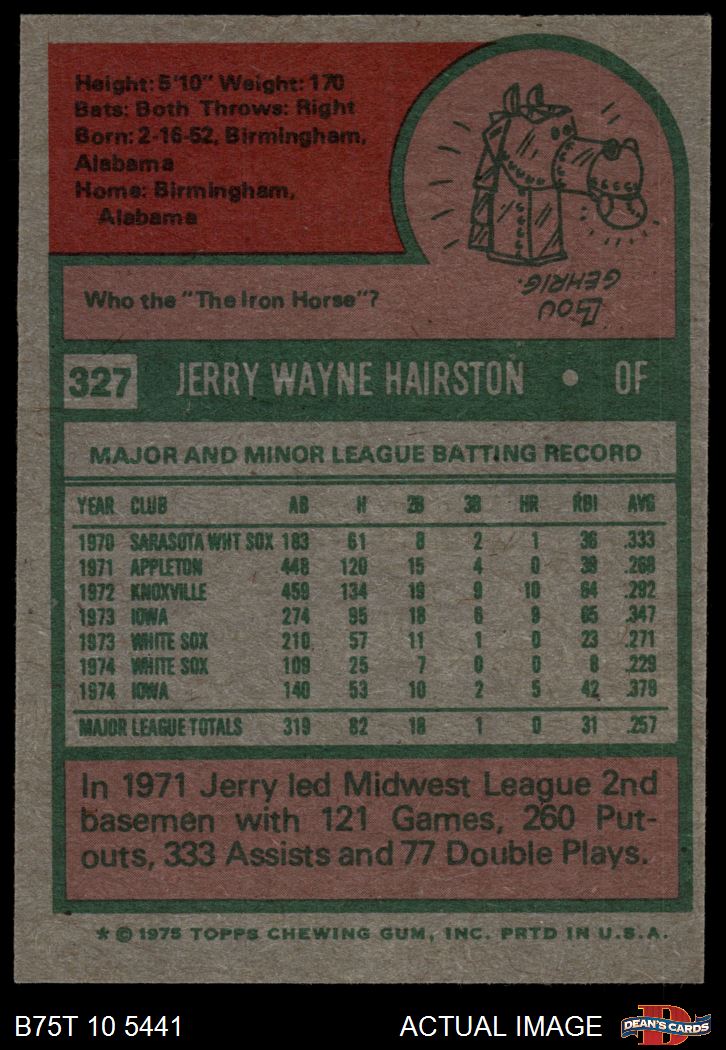 Height: 5'10" Weight: 170
Bats: Both Throws: Right
Born: 2-16-52, Birmingham,
Alabama
Home: Birmingham,
Alabama
Who the "The Iron Horse"?
LOU
GEHRIG.
327 JERRY WAYNE HAIRSTON • OF
MAJOR AND MINOR LEAGUE BATTING RECORD
YEAR CLUB AB H 2B 3B HR RBI AVG
1970 SARASOTA WHT SOX 183 61 8 2 1 36 .333
1971 APPLETON 448 120 15 4 0 39 .268
1972 KNOXVILLE 459 134 19 9 10 64 .292
1973 IOWA 274 95 18 6 9 65 .347
1973 WHITE SOX 210 57 11 1 0 23 .271
1974 WHITE SOX 109 25 7 0 0 8 .229
1974 IOWA 140 53 10 2 5 42 .379
MAJOR LEAGUE TOTALS 319 82 18 1 0 31 .257
In 1971 Jerry led Midwest League 2nd
basemen with 121 Games, 260 Put-
outs, 333 Assists and 77 Double Plays.
* © 1975 TOPPS CHEWING GUM, INC. PRTD IN U.S.A.
B75T 10 5441 ACTUAL IMAGE
D
DEAN'S CARDS